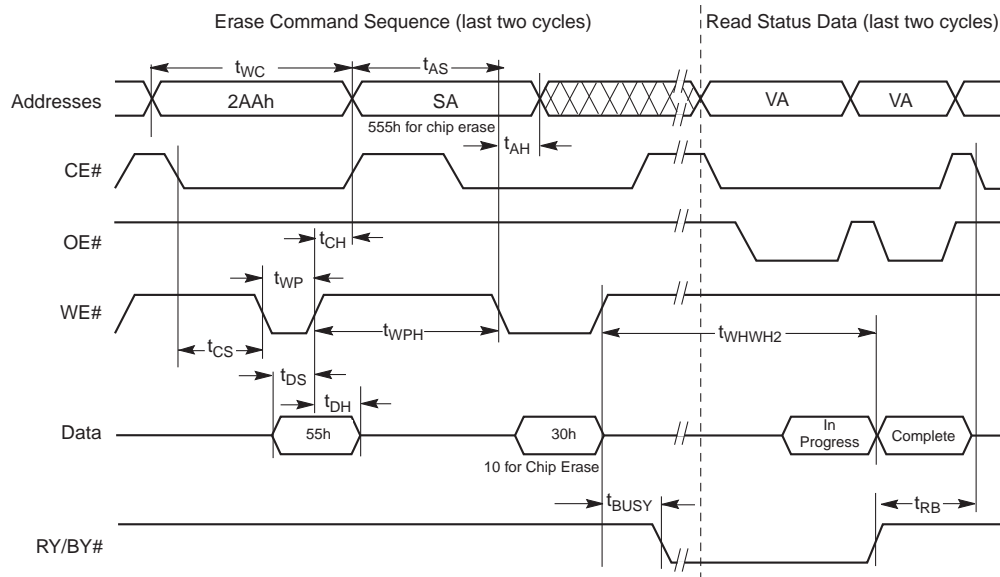 Erase Command Sequence (last two cycles) Read Status Data (last two cycles)
tWC tAS
Addresses 2AAh SA VA VA
555h for chip erase
tAH
CE#
OE#
tCH
tWP
WE#
tWPH tWHWH2
tCS
tDS
tDH
Data 55h 30h In Progress Complete
10 for Chip Erase
tBUSY tRB
RY/BY#